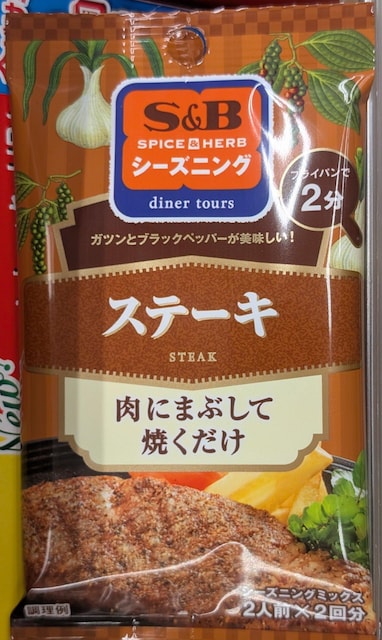 S&B
SPICE & HERB
シーズニング
diner tours
フライパンで
2分
ガツンとブラックペッパーが美味しい!
ステーキ
STEAK
肉にまぶして
焼くだけ
New!
シーズニングミックス
2人前×2回分
調理例